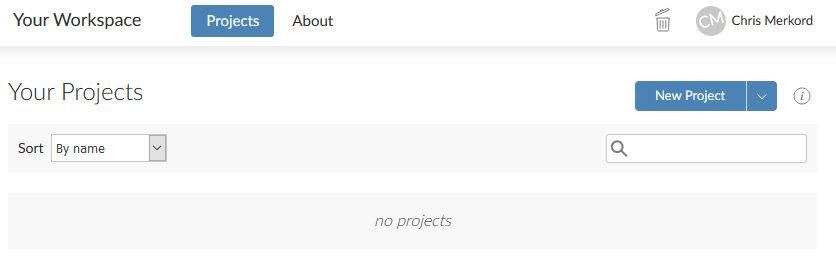 Your Workspace Projects About CM Chris Merkord
Your Projects New Project i
Sort By name
no projects